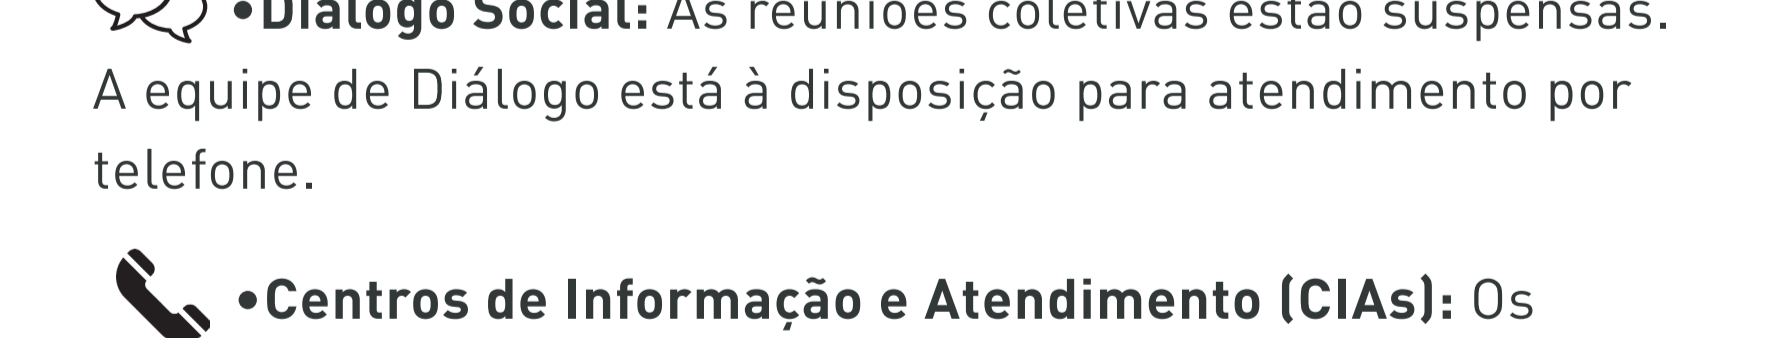 •Diálogo Social: As reuniões coletivas estão suspensas.
A equipe de Diálogo está à disposição para atendimento por
telefone.
•Centros de Informação e Atendimento (CIAs): Os